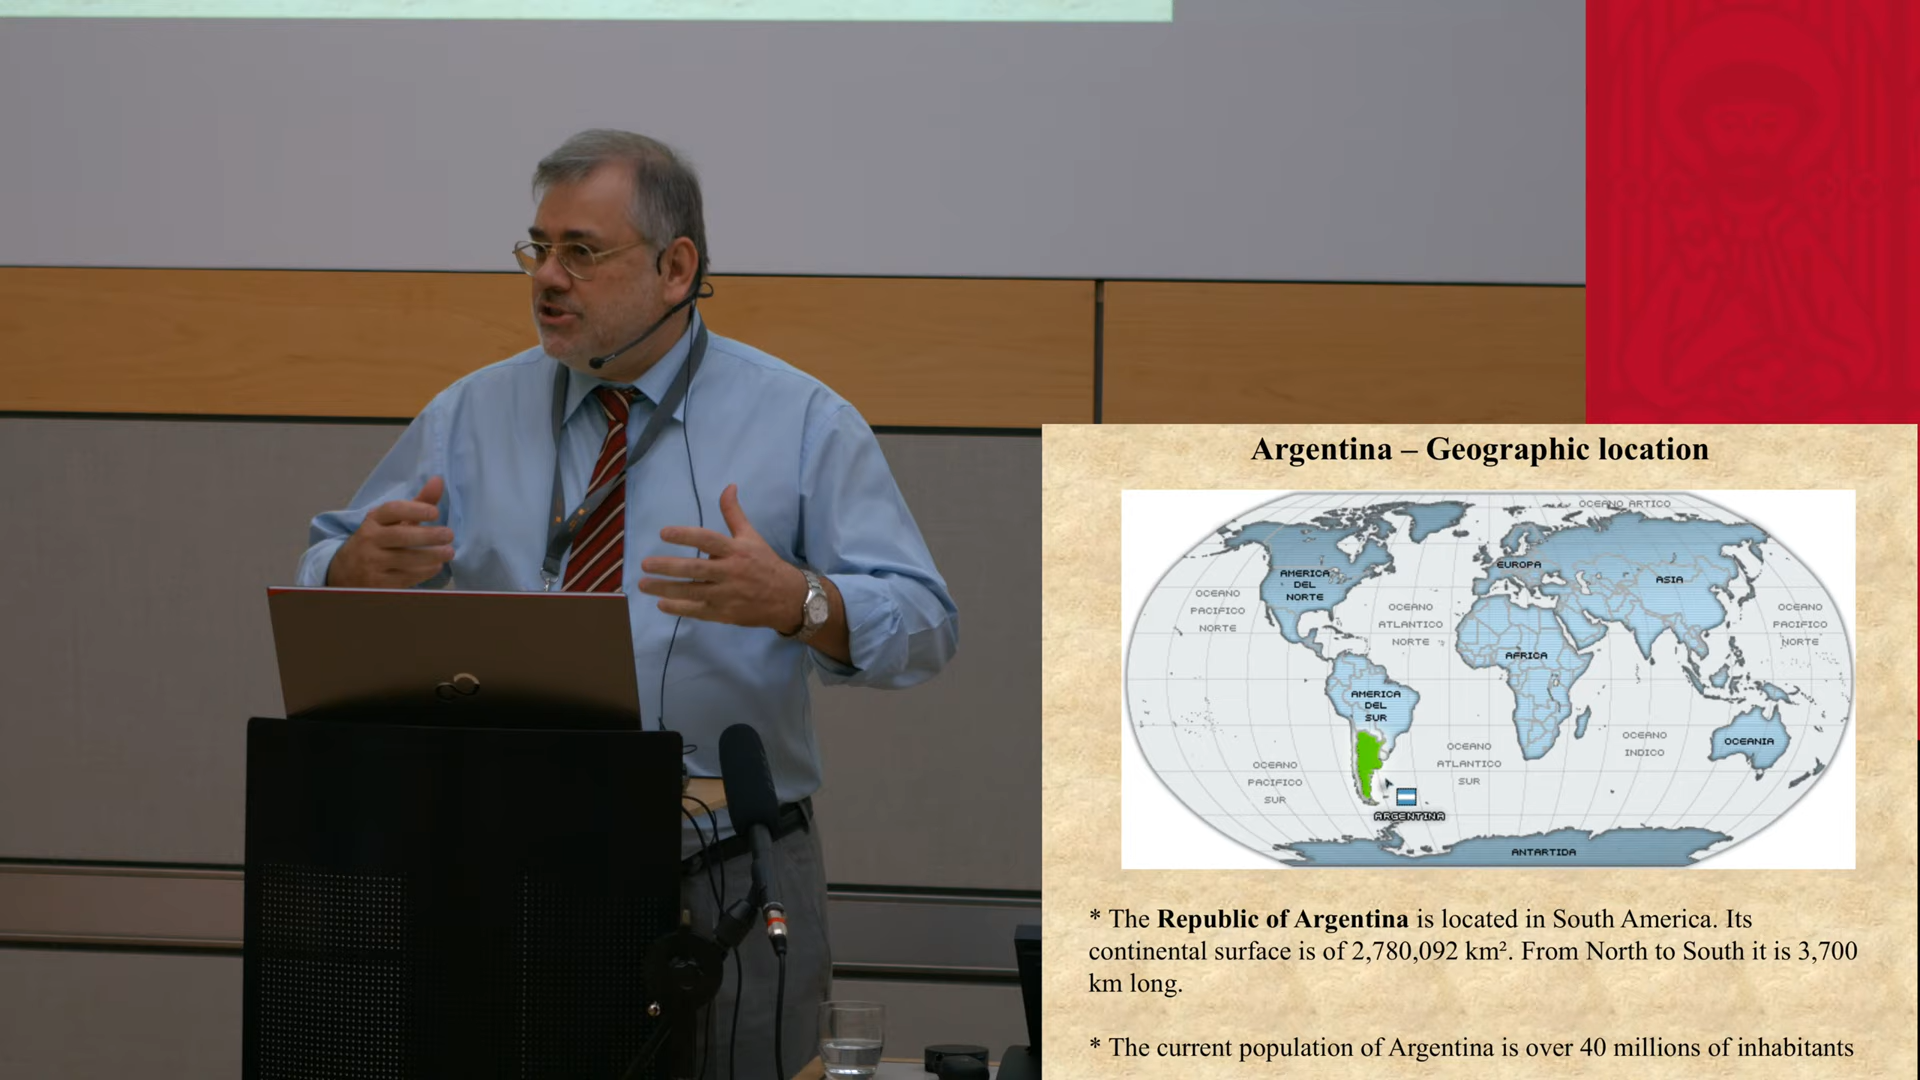 Argentina – Geographic location
OCEANO ARTICO
EUROPA
ASIA
AMERICA
DEL
NORTE
OCEANO
PACIFICO
NORTE
OCEANO
ATLANTICO
NORTE
OCEANO
PACIFICO
NORTE
AFRICA
AMERICA
DEL
SUR
OCEANO
INDICO
OCEANIA
OCEANO
ATLANTICO
SUR
OCEANO
PACIFICO
SUR
ARGENTINA
ANTARTIDA
* The Republic of Argentina is located in South America. Its
continental surface is of 2,780,092 km². From North to South it is 3,700
km long.
* The current population of Argentina is over 40 millions of inhabitants